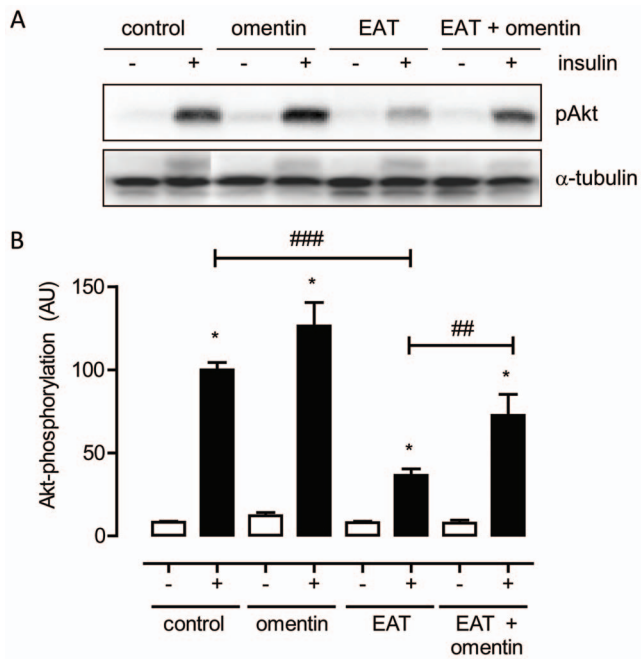 A
control omentin EAT EAT + omentin
- + - + - + - + insulin
pAkt
α-tubulin
B
###
*
##
*
*
*
Akt-phosphorylation (AU)
150
100
50
0
- + - + - + - +
control omentin EAT EAT +
omentin